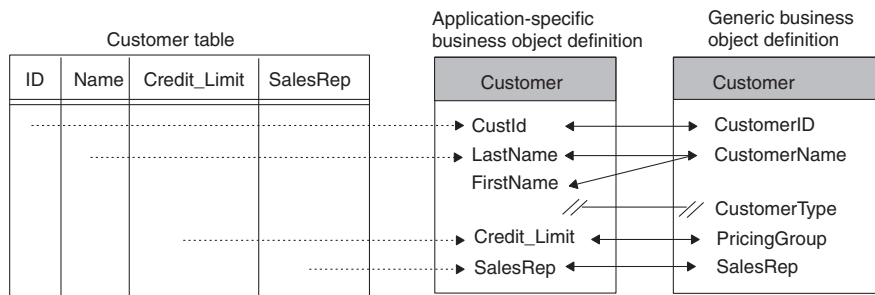 Customer table
ID Name Credit_Limit SalesRep
Application-specific
business object definition
Customer
CustId
LastName
FirstName
Credit_Limit
SalesRep
Generic business
object definition
Customer
CustomerID
CustomerName
CustomerType
PricingGroup
SalesRep